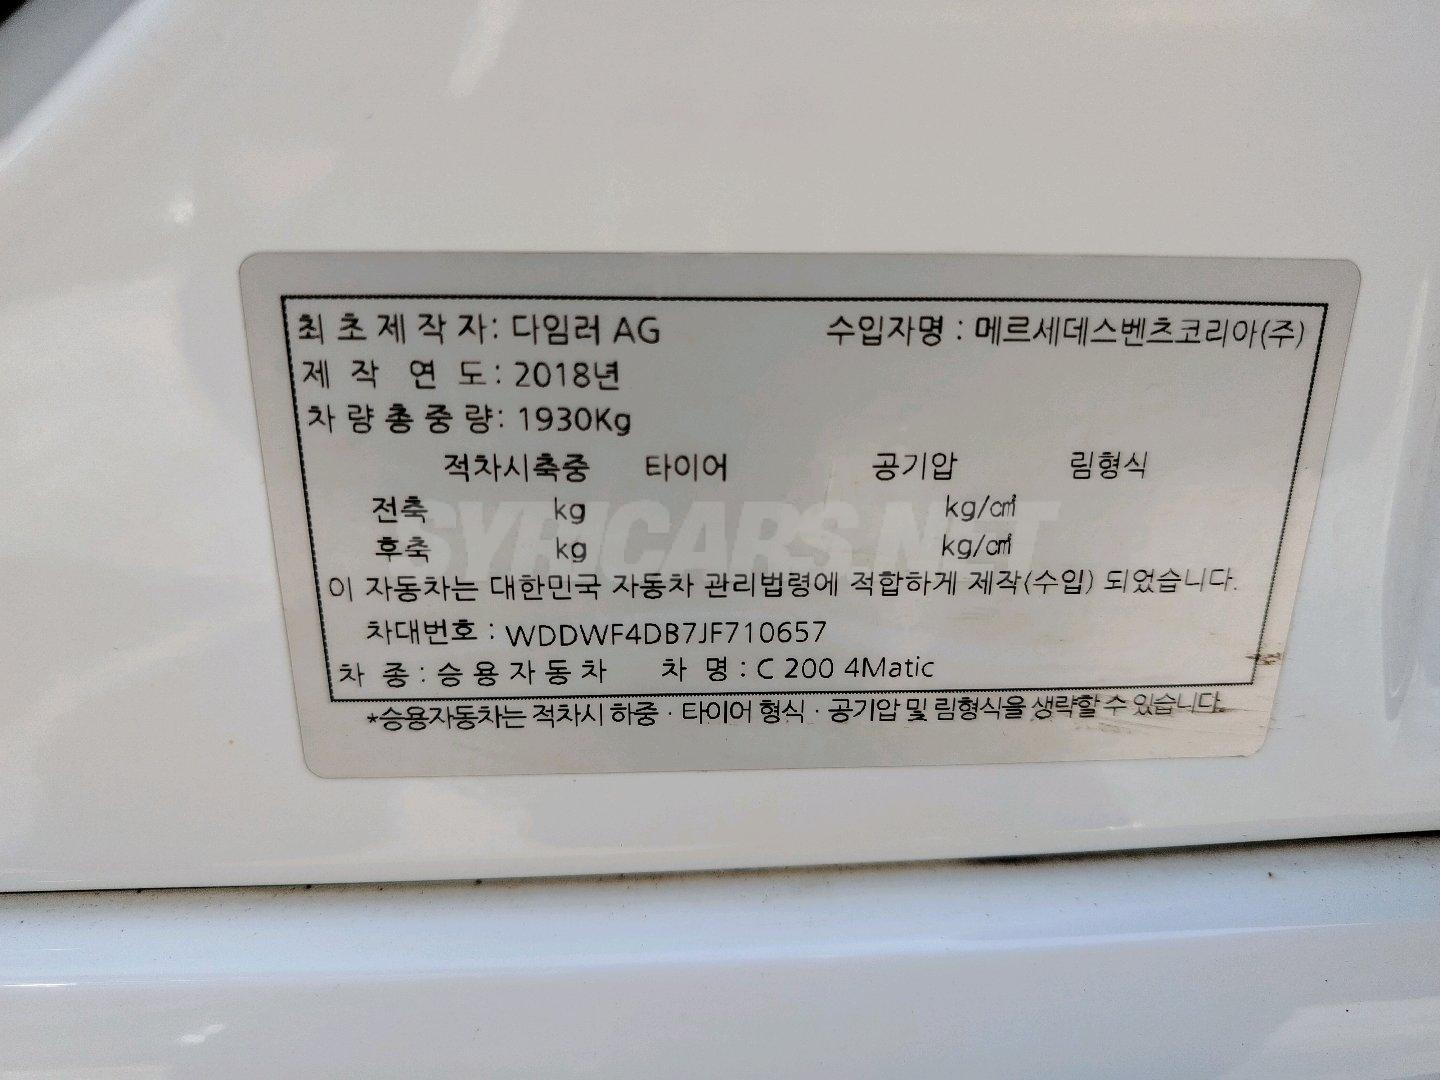 최초제작자: 다임러 AG 수입자명 : 메르세데스벤츠코리아(주)
제 작 연 도: 2018년
차량총중량: 1930Kg
적차시축중 타이어 공기압 림형식
전축 kg kg/㎠
후축 kg kg/㎠
SYRICARS.NET
이 자동차는 대한민국 자동차 관리법령에 적합하게 제작(수입) 되었습니다.
차대번호 : WDDWF4DB7JF710657
차 종 : 승용자동차 차 명 : C 200 4Matic
*승용자동차는 적차시 하중 · 타이어 형식 · 공기압 및 림형식을 생략할 수 있습니다.